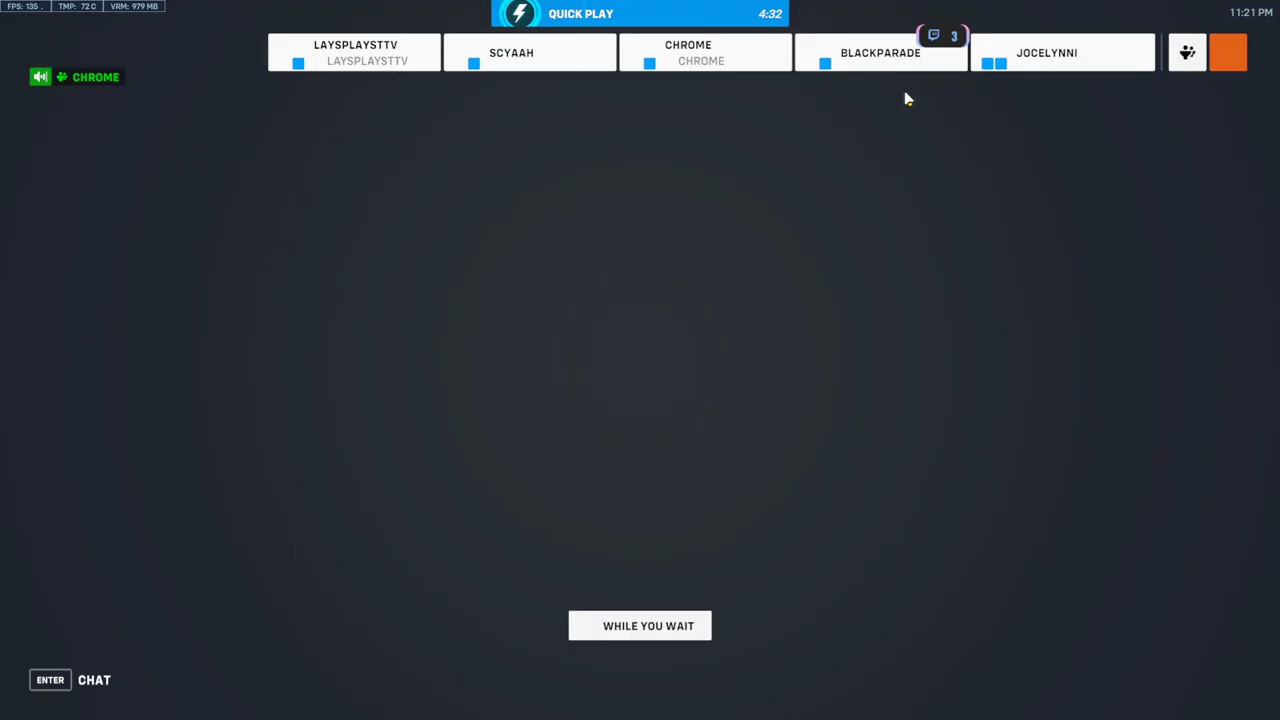 FPS: 135 . TMP: 72 C VRM: 979 MB
QUICK PLAY 4:32
11:21 PM
3
LAYSPLAYSTTV
LAYSPLAYSTTV
SCYAAH
CHROME
CHROME
BLACKPARADE
JOCELYNNI
CHROME
WHILE YOU WAIT
ENTER CHAT